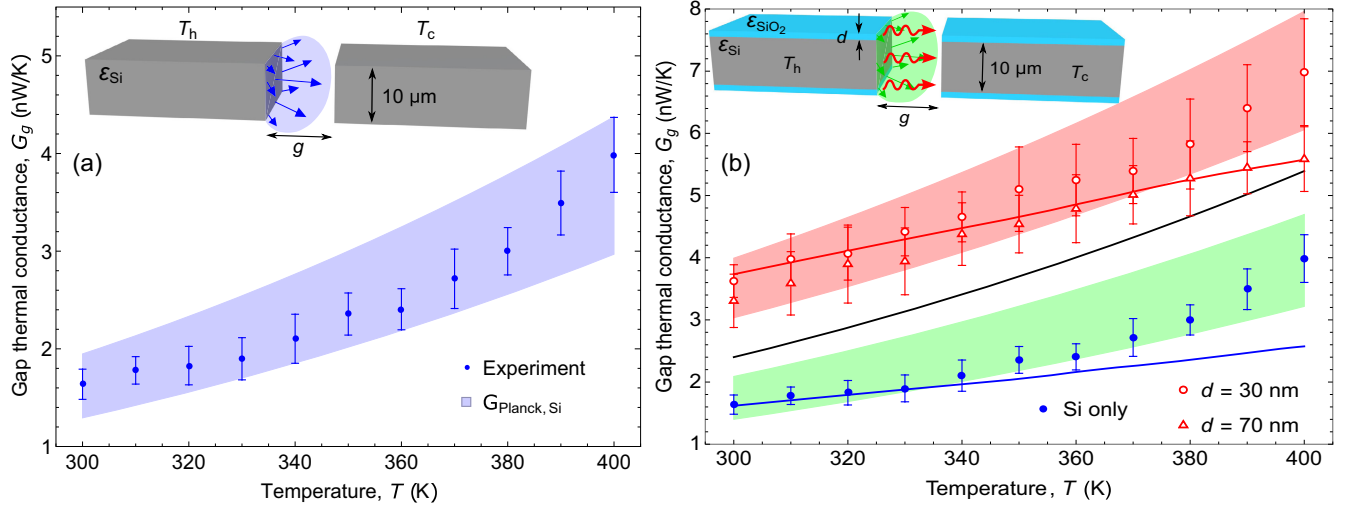 T_h
T_c
ε_Si
10 μm
g
(a)
Gap thermal conductance, G_g (nW/K)
5
4
3
2
1
300
320
340
360
380
400
Temperature, T (K)
Experiment
G_Planck, Si
ε_SiO₂
ε_Si
d
T_h
10 μm
T_c
g
(b)
Gap thermal conductance, G_g (nW/K)
8
7
6
5
4
3
2
1
300
320
340
360
380
400
Temperature, T (K)
Si only
d = 30 nm
d = 70 nm